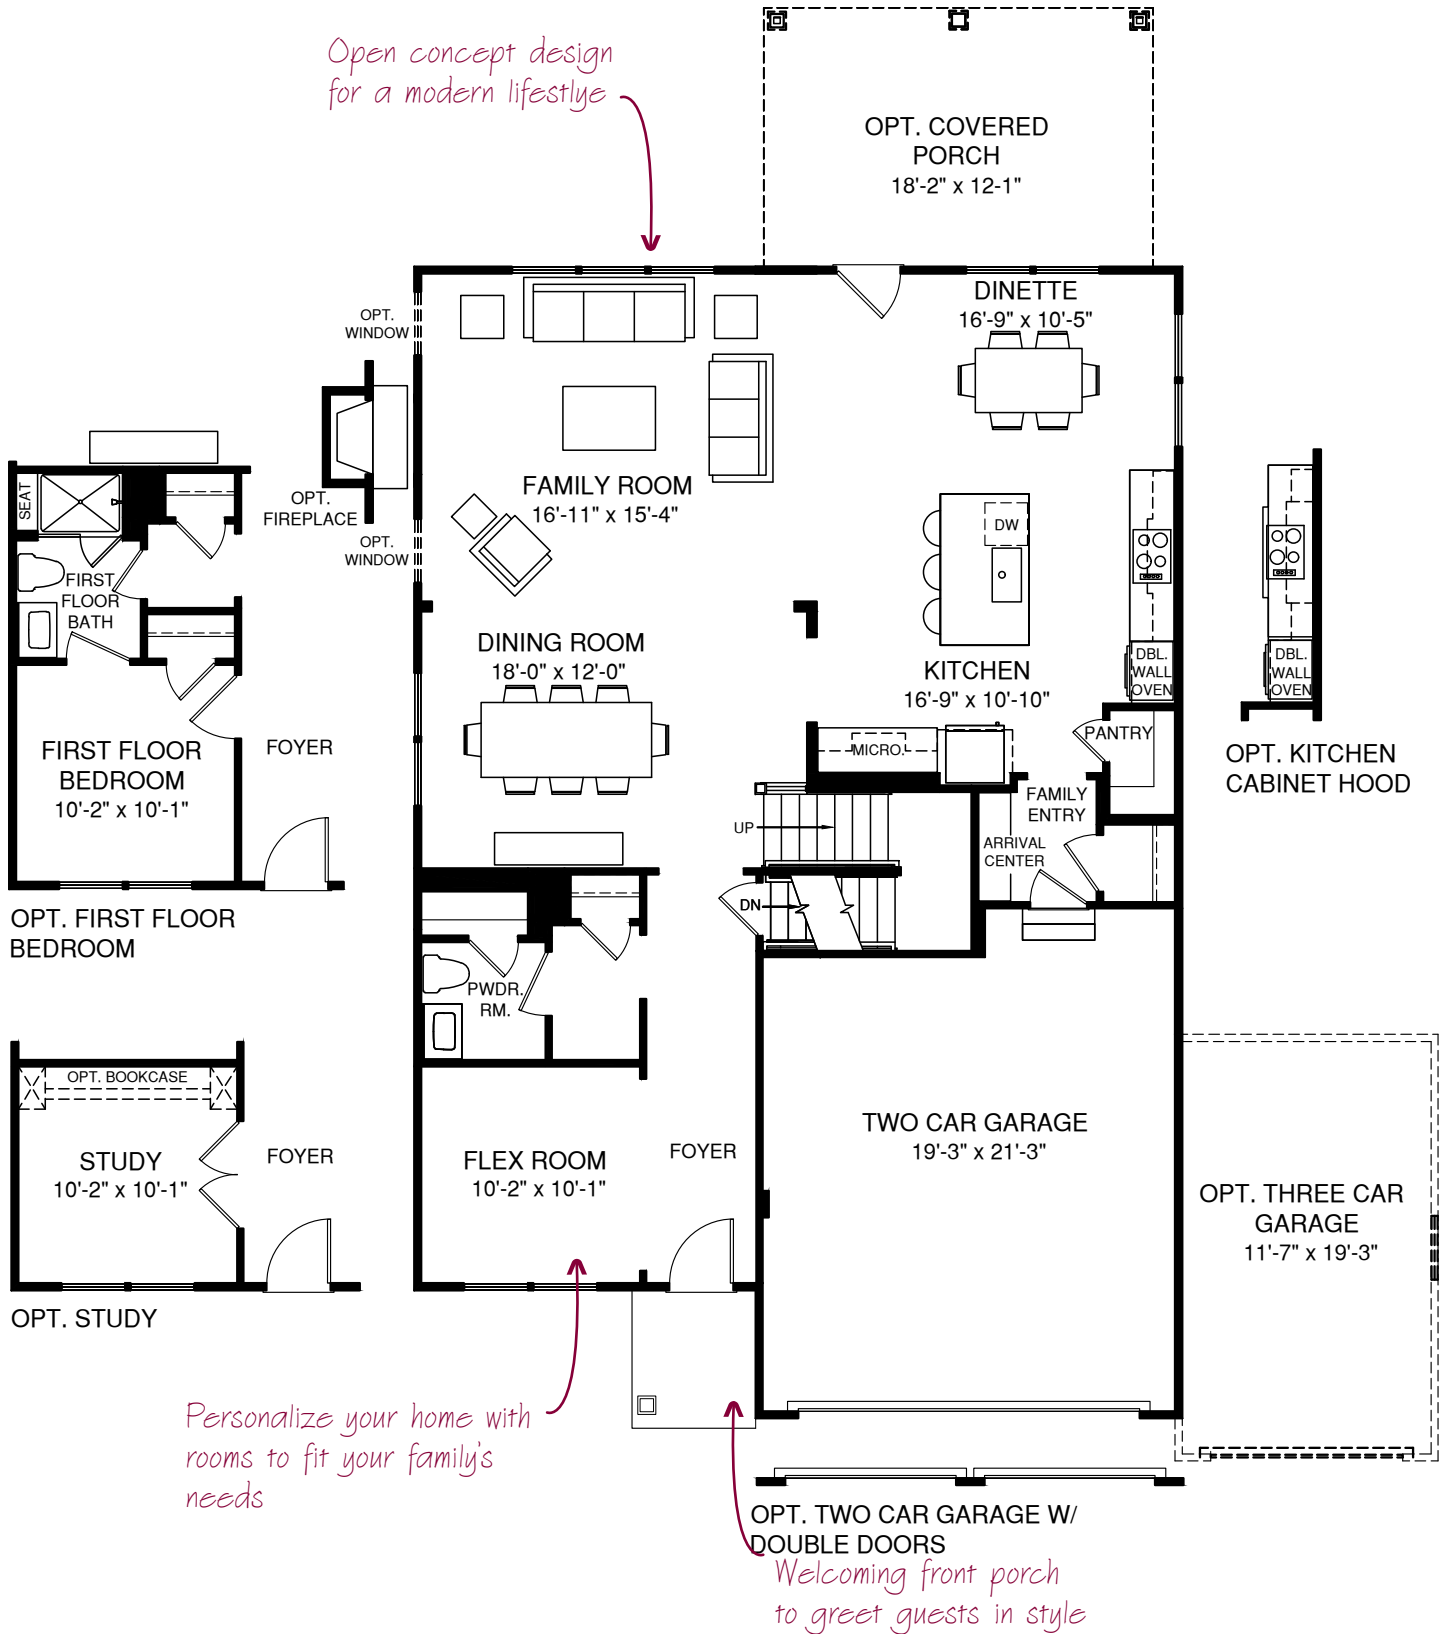 Open concept design
for a modern lifestlye
OPT. COVERED
PORCH
18'-2" x 12-1"
OPT.
WINDOW
DINETTE
16'-9" x 10'-5"
FAMILY ROOM
16'-11" x 15'-4"
OPT.
FIREPLACE
OPT.
WINDOW
SEAT
FIRST
FLOOR
BATH
DW
DINING ROOM
18'-0" x 12'-0"
KITCHEN
16'-9" x 10'-10"
DBL.
WALL
OVEN
DBL.
WALL
OVEN
FIRST FLOOR
BEDROOM
10'-2" x 10'-1"
FOYER
MICRO.
PANTRY
OPT. KITCHEN
CABINET HOOD
FAMILY
ENTRY
UP
ARRIVAL
CENTER
DN
OPT. FIRST FLOOR
BEDROOM
PWDR.
RM.
OPT. BOOKCASE
STUDY
10'-2" x 10'-1"
FOYER
FLEX ROOM
10'-2" x 10'-1"
FOYER
TWO CAR GARAGE
19'-3" x 21'-3"
OPT. THREE CAR
GARAGE
11'-7" x 19'-3"
OPT. STUDY
Personalize your home with
rooms to fit your family's
needs
OPT. TWO CAR GARAGE W/
DOUBLE DOORS
Welcoming front porch
to greet guests in style